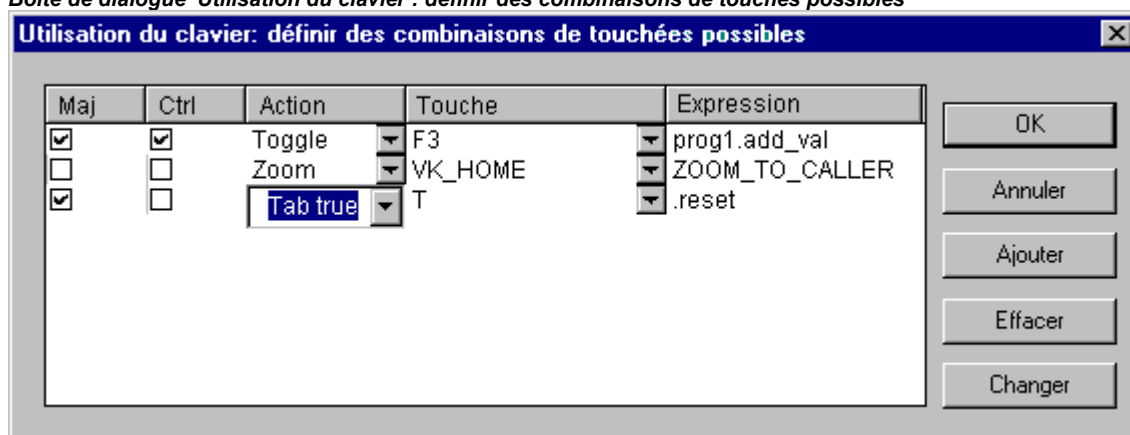 Boîte de dialogue 'Utilisation du clavier : définir des combinaisons de touches possibles'
Utilisation du clavier: définir des combinaisons de touchées possibles
Maj Ctrl Action Touche Expression
Toggle F3 prog1.add_val
Zoom VK_HOME ZOOM_TO_CALLER
Tab true T .reset
OK
Annuler
Ajouter
Effacer
Changer